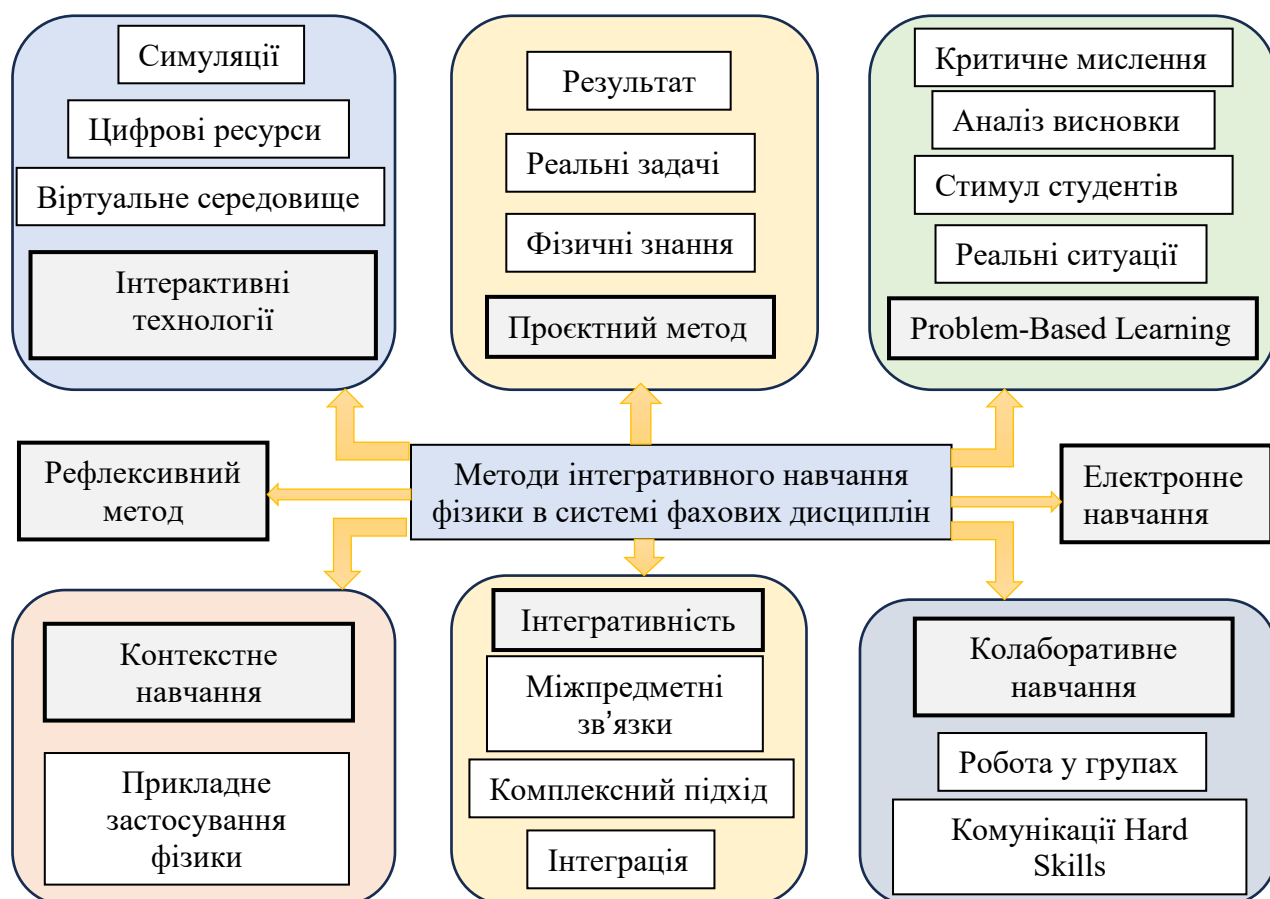 Симуляції
Цифрові ресурси
Віртуальне середовище
Інтерактивні
технології
Результат
Реальні задачі
Фізичні знання
Проєктний метод
Критичне мислення
Аналіз висновки
Стимул студентів
Реальні ситуації
Problem-Based Learning
Рефлексивний
метод
Методи інтегративного навчання
фізики в системі фахових дисциплін
Електронне
навчання
Контекстне
навчання
Прикладне
застосування
фізики
Інтегративність
Міжпредметні
зв’язки
Комплексний підхід
Інтеграція
Колаборативне
навчання
Робота у групах
Комунікації Hard
Skills